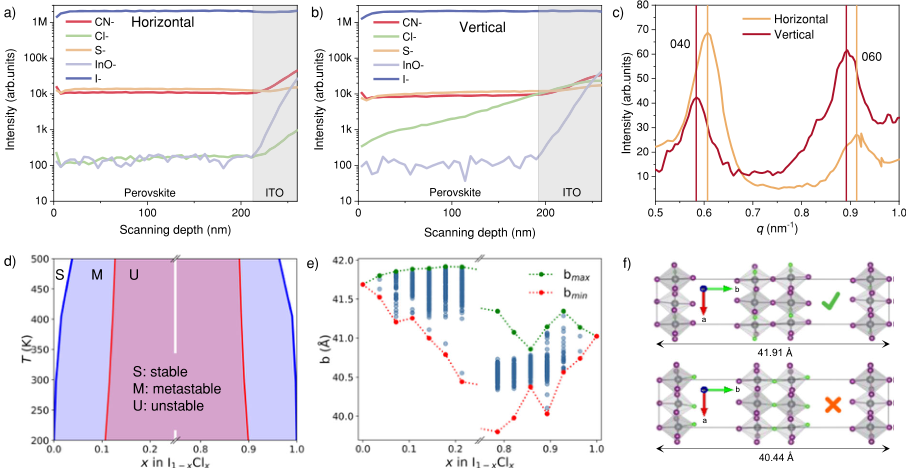 a)
Horizontal
CN-
Cl-
S-
InO-
I-
1M
100k
10k
1k
100
Intensity (arb.units)
Perovskite
ITO
0
100
200
Scanning depth (nm)
b)
Vertical
CN-
Cl-
S-
InO-
I-
1M
100k
10k
1k
100
Intensity (arb.units)
Perovskite
ITO
0
100
200
Scanning depth (nm)
c)
Horizontal
Vertical
040
060
80
70
60
50
40
30
20
10
Intensity (arb.units)
0.5
0.6
0.7
0.8
0.9
1.0
q (nm⁻¹)
d)
S
M
U
S: stable
M: metastable
U: unstable
500
450
400
350
300
250
200
T (K)
0.0
0.1
0.2
0.8
0.9
1.0
x in I₁₋ₓClₓ
e)
bmax
bmin
42.0
41.5
41.0
40.5
40.0
b (Å)
0.0
0.1
0.2
0.8
0.9
1.0
x in I₁₋ₓClₓ
f)
b
a
41.91 Å
b
a
40.44 Å